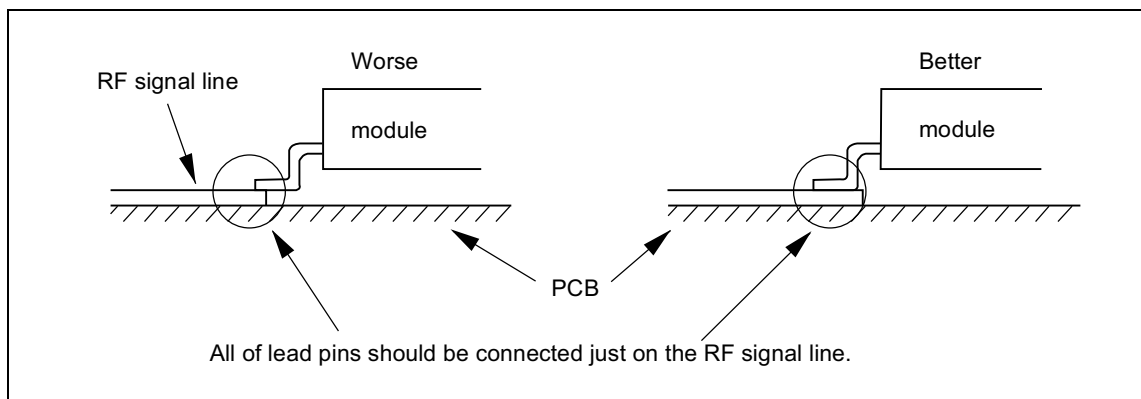 Worse
Better
RF signal line
module
module
PCB
All of lead pins should be connected just on the RF signal line.